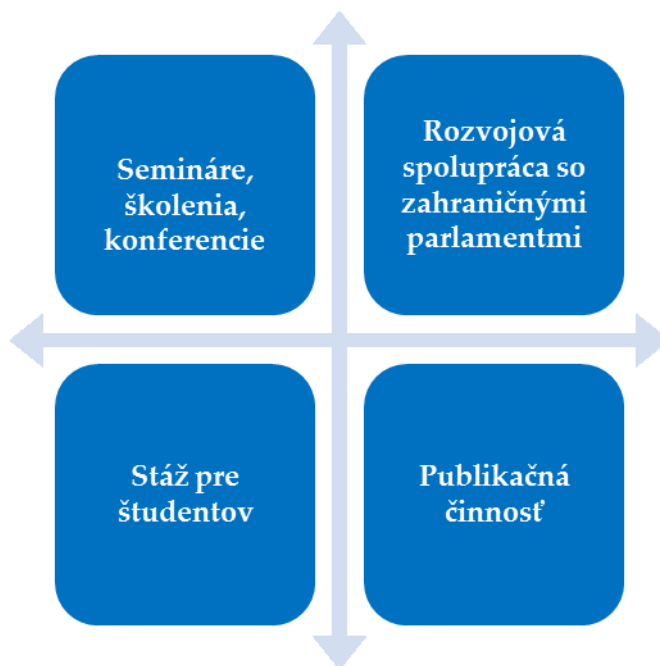 Semináre,
školenia,
konferencie
Rozvojová
spolupráca so
zahraničnými
parlamentmi
Stáž pre
študentov
Publikačná
činnosť